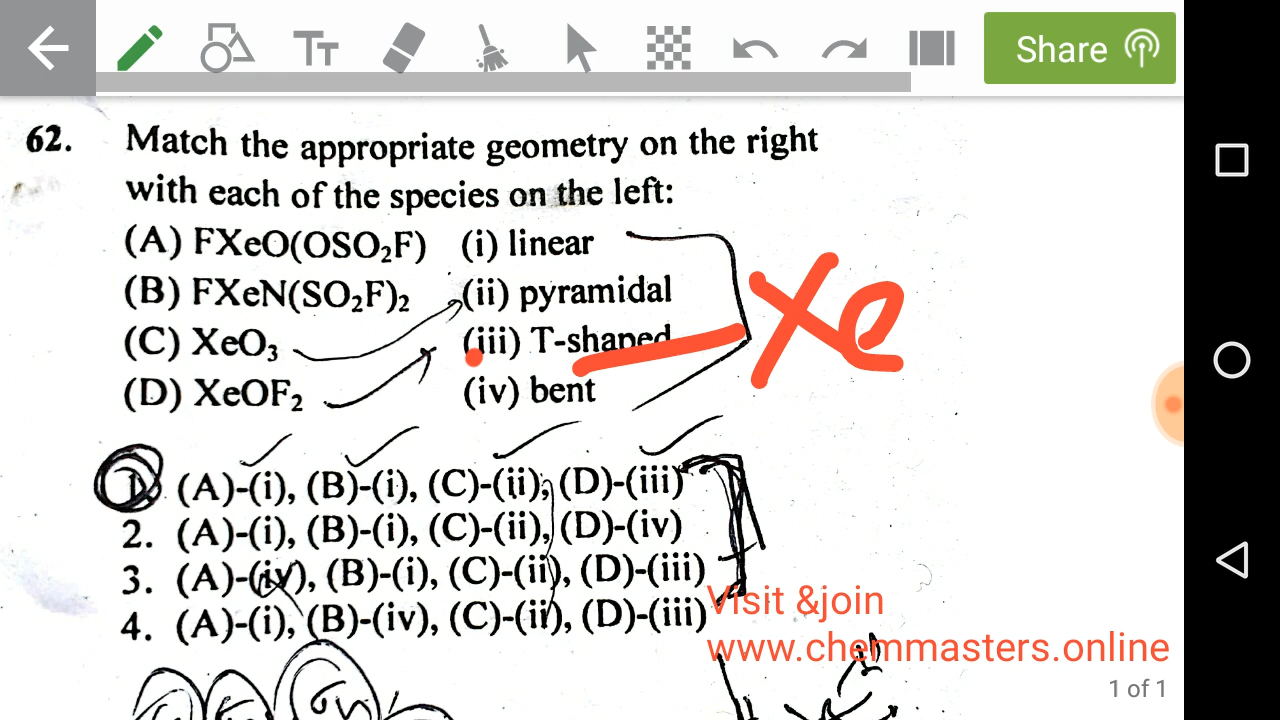 Share
62. Match the appropriate geometry on the right
with each of the species on the left:
(A) FXeO(OSO₂F) (i) linear
(B) FXeN(SO₂F)₂ (ii) pyramidal
(C) XeO₃ (iii) T-shaped
(D) XeOF₂ (iv) bent
Xe
1. (A)-(i), (B)-(i), (C)-(ii), (D)-(iii)
2. (A)-(i), (B)-(i), (C)-(ii), (D)-(iv)
3. (A)-(iv), (B)-(i), (C)-(ii), (D)-(iii)
4. (A)-(i), (B)-(iv), (C)-(ii), (D)-(iii)
Visit &join
www.chemmasters.online
1 of 1